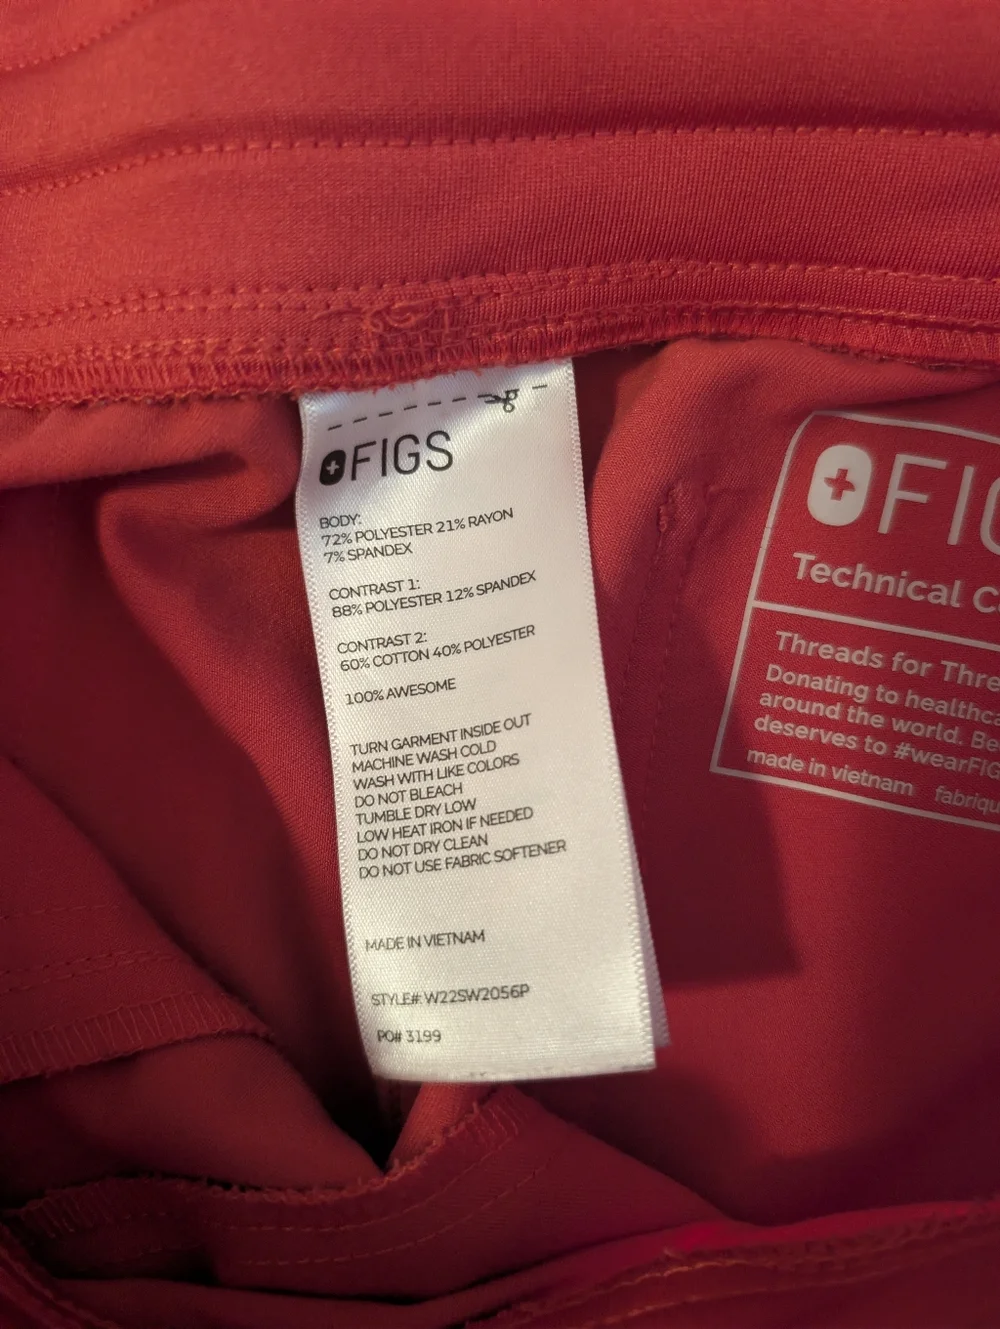 FIGS
BODY:
72% POLYESTER 21% RAYON
7% SPANDEX
CONTRAST 1:
88% POLYESTER 12% SPANDEX
CONTRAST 2:
60% COTTON 40% POLYESTER
100% AWESOME
TURN GARMENT INSIDE OUT
MACHINE WASH COLD
WASH WITH LIKE COLORS
DO NOT BLEACH
TUMBLE DRY LOW
LOW HEAT IRON IF NEEDED
DO NOT DRY CLEAN
DO NOT USE FABRIC SOFTENER
MADE IN VIETNAM
STYLE#: W22SW2056P
PO# 3199
FIG
Technical C
Threads for Thre
Donating to healthc
around the world. Be
deserves to #wearFIG
made in vietnam fabriqu